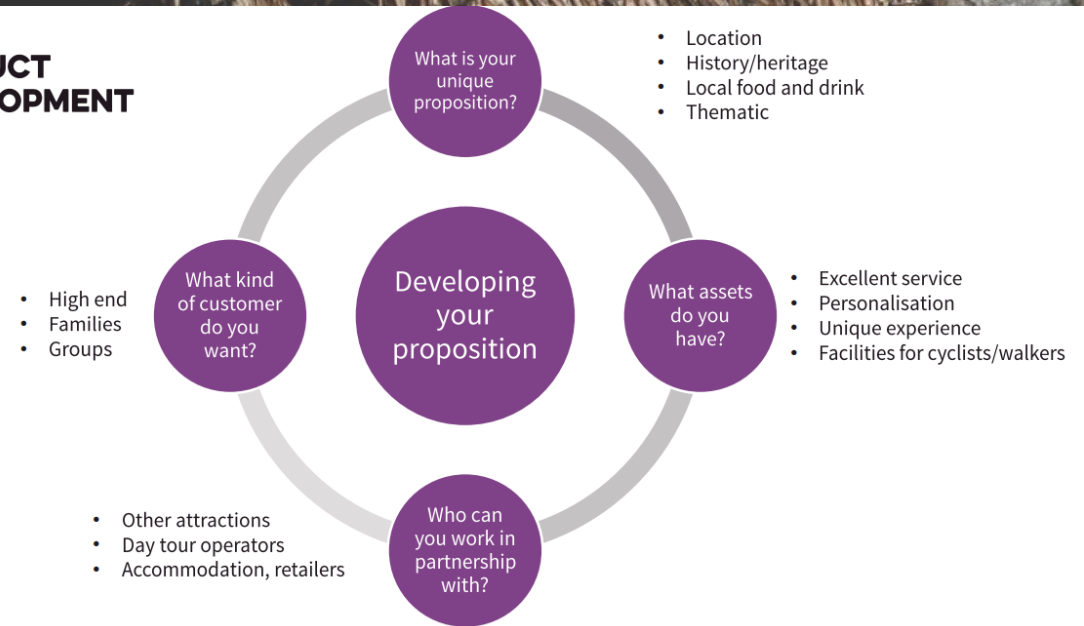 UCT
OPMENT
What is your
unique
proposition?
• Location
• History/heritage
• Local food and drink
• Thematic
What kind
of customer
do you
want?
• High end
• Families
• Groups
Developing
your
proposition
What assets
do you
have?
• Excellent service
• Personalisation
• Unique experience
• Facilities for cyclists/walkers
Who can
you work in
partnership
with?
• Other attractions
• Day tour operators
• Accommodation, retailers